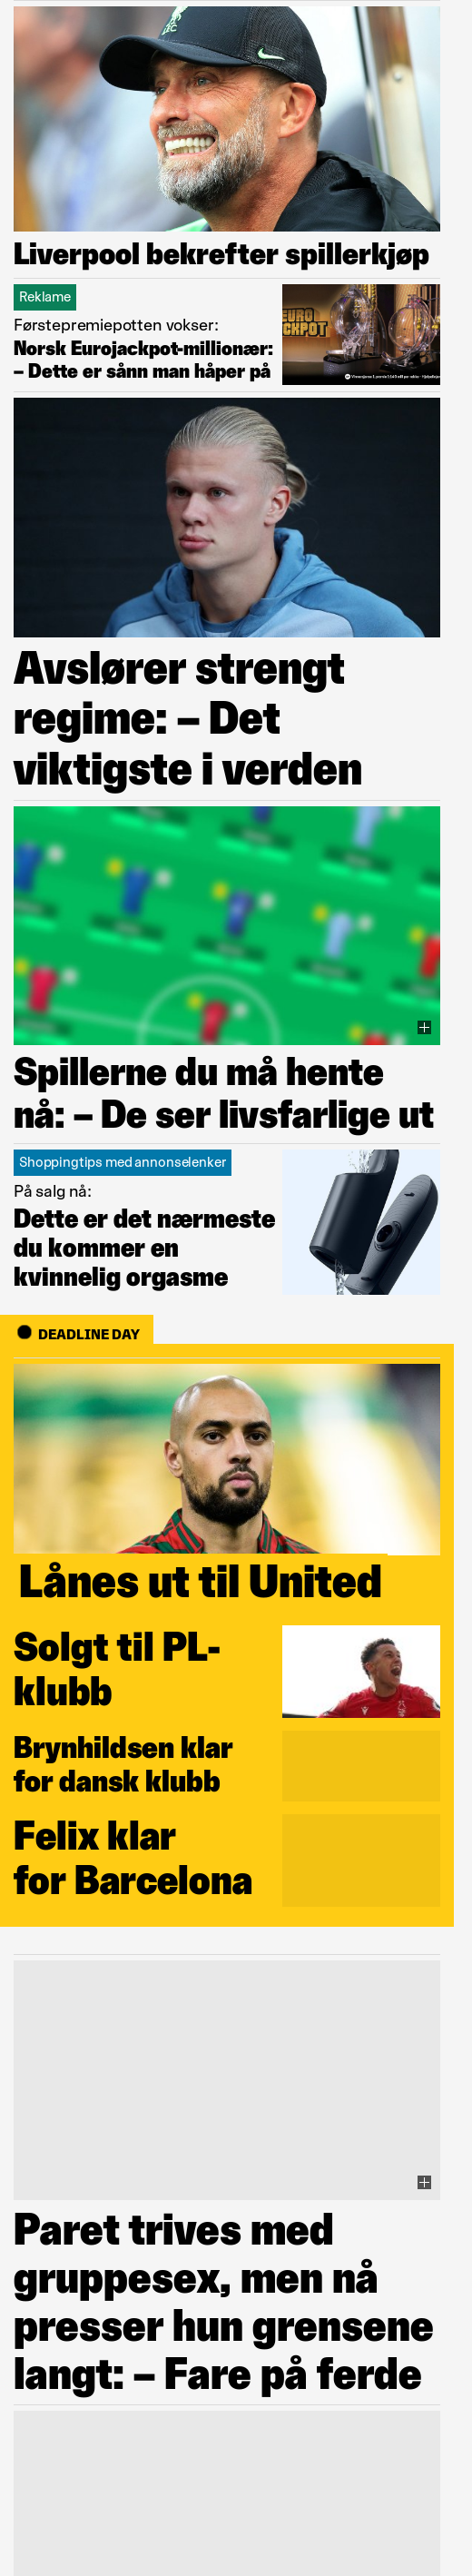 Liverpool bekrefter spillerkjøp
Reklame
Førstepremiepotten vokser:
Norsk Eurojackpot-millionær:
– Dette er sånn man håper på
EURO
JACKPOT
Avslører strengt
regime: – Det
viktigste i verden
Spillerne du må hente
nå: – De ser livsfarlige ut
Shoppingtips med annonselenker
På salg nå:
Dette er det nærmeste
du kommer en
kvinnelig orgasme
DEADLINE DAY
Lånes ut til United
Solgt til PL-
klubb
Brynhildsen klar
for dansk klubb
Felix klar
for Barcelona
Paret trives med
gruppesex, men nå
presser hun grensene
langt: – Fare på ferde